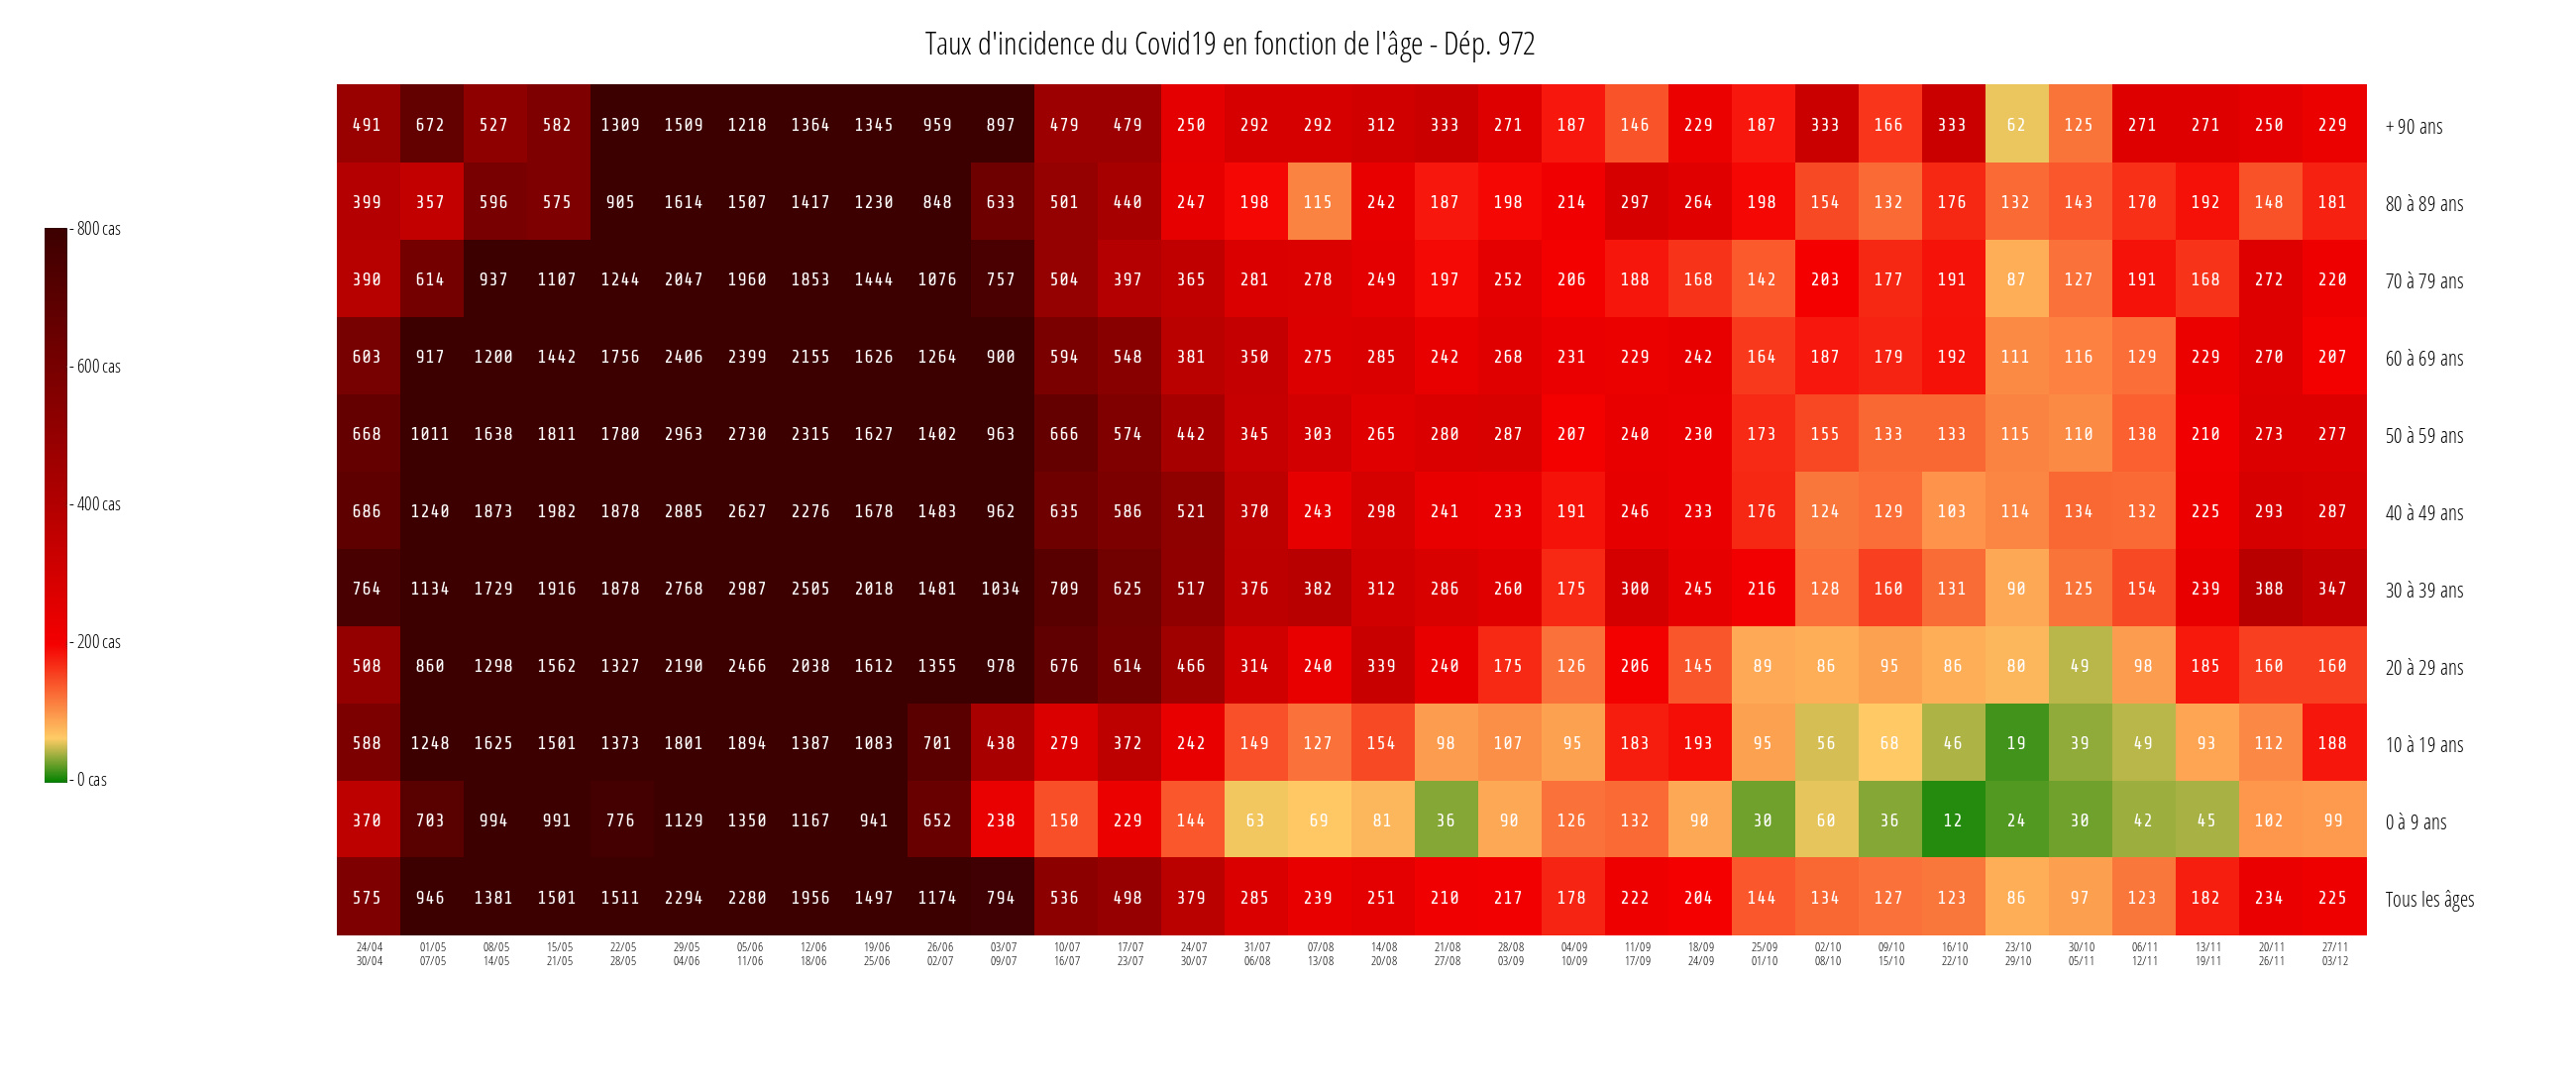 Taux d'incidence du Covid19 en fonction de l'âge - Dép. 972
- 800 cas
- 600 cas
- 400 cas
- 200 cas
- 0 cas
491 672 527 582 1309 1509 1218 1364 1345 959 897 479 479 250 292 292 312 333 271 187 146 229 187 333 166 333 62 125 271 271 250 229 + 90 ans
399 357 596 575 905 1614 1507 1417 1230 848 633 501 440 247 198 115 242 187 198 214 297 264 198 154 132 176 132 143 170 192 148 181 80 à 89 ans
390 614 937 1107 1244 2047 1960 1853 1444 1076 757 504 397 365 281 278 249 197 252 206 188 168 142 203 177 191 87 127 191 168 272 220 70 à 79 ans
603 917 1200 1442 1756 2406 2399 2155 1626 1264 900 594 548 381 350 275 285 242 268 231 229 242 164 187 179 192 111 116 129 229 270 207 60 à 69 ans
668 1011 1638 1811 1780 2963 2730 2315 1627 1402 963 666 574 442 345 303 265 280 287 207 240 230 173 155 133 133 115 110 138 210 273 277 50 à 59 ans
686 1240 1873 1982 1878 2885 2627 2276 1678 1483 962 635 586 521 370 243 298 241 233 191 246 233 176 124 129 103 114 134 132 225 293 287 40 à 49 ans
764 1134 1729 1916 1878 2768 2987 2505 2018 1481 1034 709 625 517 376 382 312 286 260 175 300 245 216 128 160 131 90 125 154 239 388 347 30 à 39 ans
508 860 1298 1562 1327 2190 2466 2038 1612 1355 978 676 614 466 314 240 339 240 175 126 206 145 89 86 95 86 80 49 98 185 160 160 20 à 29 ans
588 1248 1625 1501 1373 1801 1894 1387 1083 701 438 279 372 242 149 127 154 98 107 95 183 193 95 56 68 46 19 39 49 93 112 188 10 à 19 ans
370 703 994 991 776 1129 1350 1167 941 652 238 150 229 144 63 69 81 36 90 126 132 90 30 60 36 12 24 30 42 45 102 99 0 à 9 ans
575 946 1381 1501 1511 2294 2280 1956 1497 1174 794 536 498 379 285 239 251 210 217 178 222 204 144 134 127 123 86 97 123 182 234 225 Tous les âges
24/04 01/05 08/05 15/05 22/05 29/05 05/06 12/06 19/06 26/06 03/07 10/07 17/07 24/07 31/07 07/08 14/08 21/08 28/08 04/09 11/09 18/09 25/09 02/10 09/10 16/10 23/10 30/10 06/11 13/11 20/11 27/11
30/04 07/05 14/05 21/05 28/05 04/06 11/06 18/06 25/06 02/07 09/07 16/07 23/07 30/07 06/08 13/08 20/08 27/08 03/09 10/09 17/09 24/09 01/10 08/10 15/10 22/10 29/10 05/11 12/11 19/11 26/11 03/12